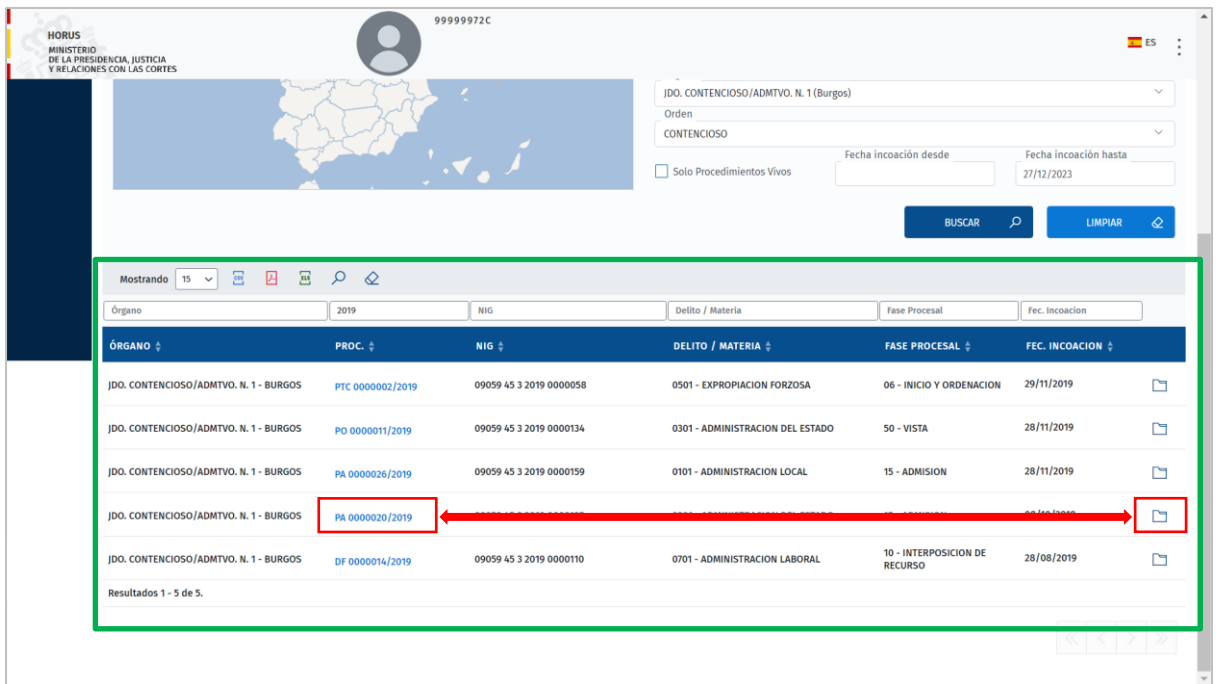 99999972C
HORUS
MINISTERIO
DE LA PRESIDENCIA, JUSTICIA
Y RELACIONES CON LAS CORTES
ES
JDO. CONTENCIOSO/ADMTVO. N. 1 (Burgos)
Orden
CONTENCIOSO
Solo Procedimientos Vivos
Fecha incoación desde
Fecha incoación hasta
27/12/2023
BUSCAR
LIMPIAR
Mostrando 15 CSV XLS
Órgano 2019 NIG Delito / Materia Fase Procesal Fec. Incoacion
ÓRGANO PROC. NIG DELITO / MATERIA FASE PROCESAL FEC. INCOACION
JDO. CONTENCIOSO/ADMTVO. N. 1 - BURGOS PTC 0000002/2019 09059 45 3 2019 0000058 0501 - EXPROPIACION FORZOSA 06 - INICIO Y ORDENACION 29/11/2019
JDO. CONTENCIOSO/ADMTVO. N. 1 - BURGOS PO 0000011/2019 09059 45 3 2019 0000134 0301 - ADMINISTRACION DEL ESTADO 50 - VISTA 28/11/2019
JDO. CONTENCIOSO/ADMTVO. N. 1 - BURGOS PA 0000026/2019 09059 45 3 2019 0000159 0101 - ADMINISTRACION LOCAL 15 - ADMISION 28/11/2019
JDO. CONTENCIOSO/ADMTVO. N. 1 - BURGOS PA 0000020/2019
JDO. CONTENCIOSO/ADMTVO. N. 1 - BURGOS DF 0000014/2019 09059 45 3 2019 0000110 0701 - ADMINISTRACION LABORAL 10 - INTERPOSICION DE RECURSO 28/08/2019
Resultados 1 - 5 de 5.